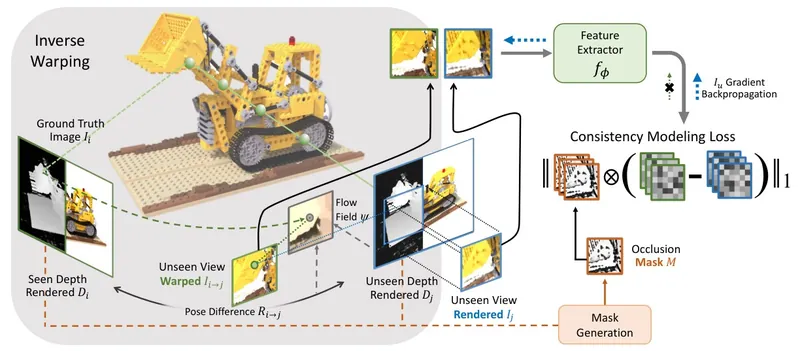 Inverse
Warping
Ground Truth
Image I_i
Seen Depth
Rendered D_i
Unseen View
Warped I_{i→j}
Flow
Field ψ
Pose Difference R_{i→j}
Unseen Depth
Rendered D_j
Unseen View
Rendered I_j
Feature
Extractor
f_ϕ
I_u Gradient
Backpropagation
Consistency Modeling Loss
‖ ⊗ ( - ) ‖_1
Occlusion
Mask M
Mask
Generation